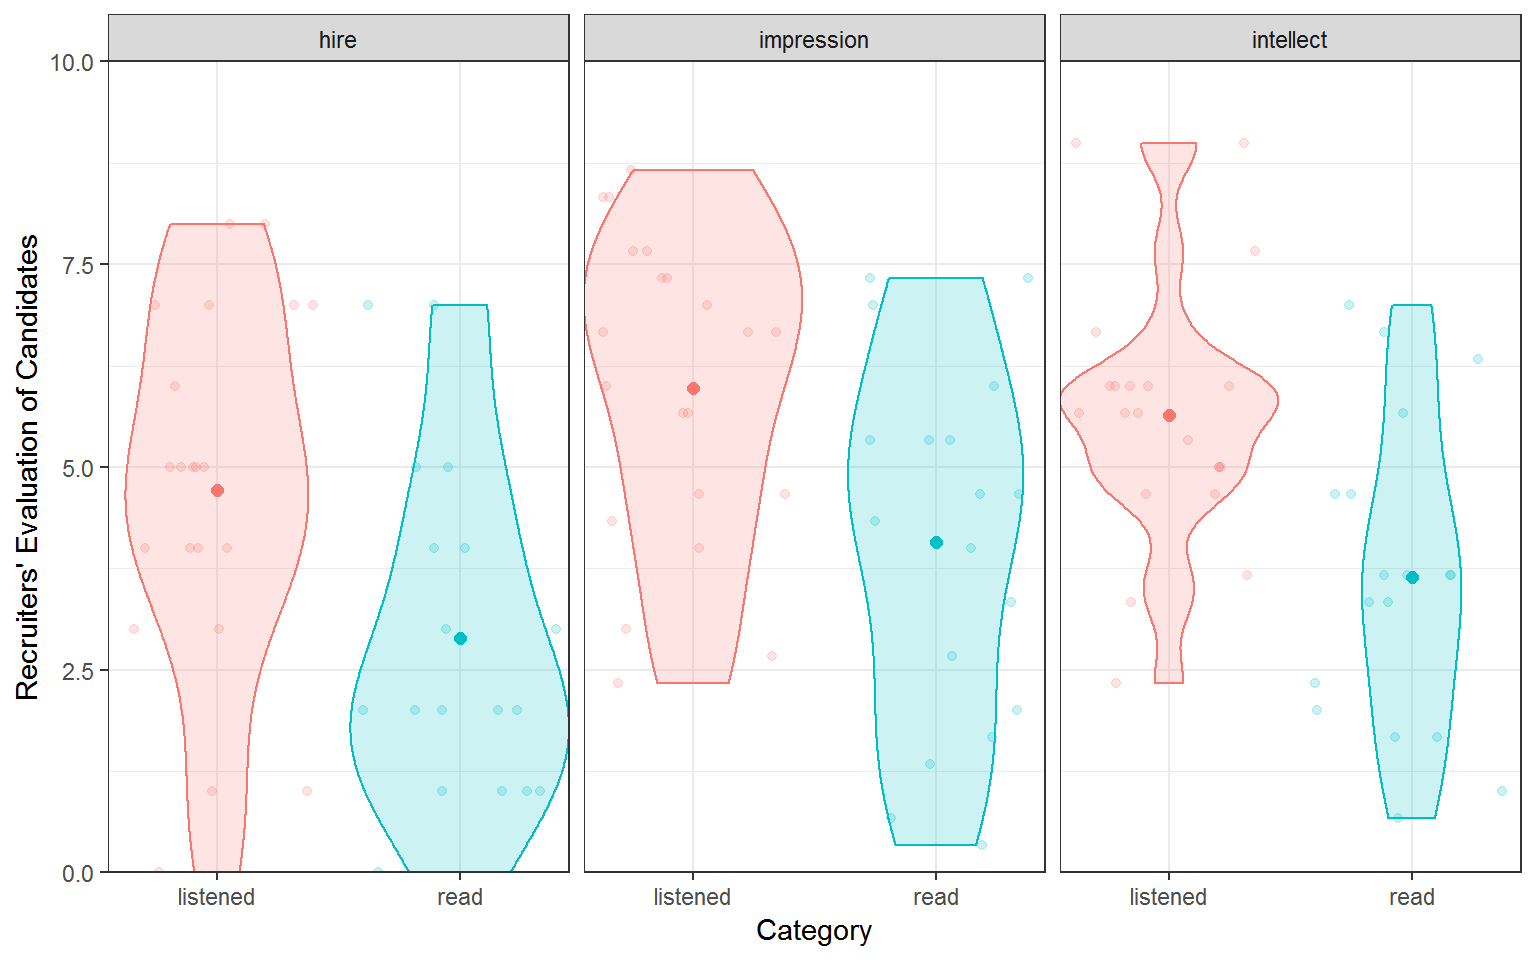 hire
impression
intellect
10.0
7.5
5.0
2.5
0.0
Recruiters' Evaluation of Candidates
listened
read
listened
read
listened
read
Category